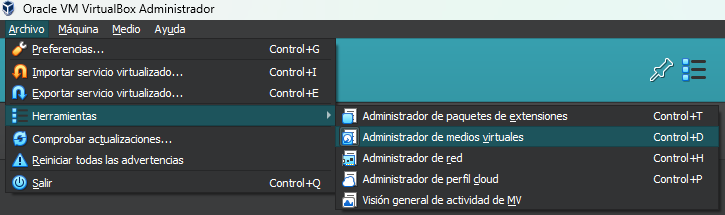 Oracle VM VirtualBox Administrador
Archivo Máquina Medio Ayuda
Preferencias... Control+G
Importar servicio virtualizado... Control+I
Exportar servicio virtualizado... Control+E
Herramientas
Comprobar actualizaciones...
Reiniciar todas las advertencias
Salir Control+Q
Administrador de paquetes de extensiones Control+T
Administrador de medios virtuales Control+D
Administrador de red Control+H
Administrador de perfil cloud Control+P
Visión general de actividad de MV